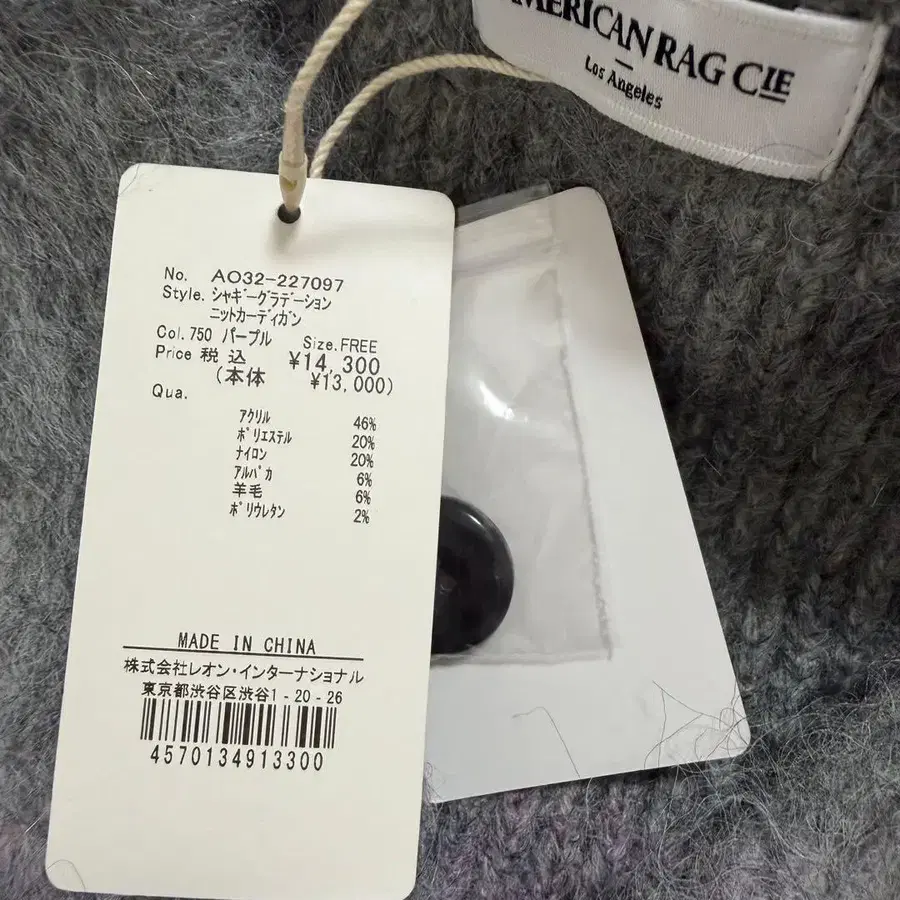 AMERICAN RAG CIE
Los Angeles
No. AO32-227097
Style. シャギーグラデーション
ニットカーディガン
Col. 750 パープル Size. FREE
Price 税込 ¥14,300
(本体 ¥13,000)
Qua.
アクリル 46%
ポリエステル 20%
ナイロン 20%
アルパカ 6%
羊毛 6%
ポリウレタン 2%
MADE IN CHINA
株式会社レオン・インターナショナル
東京都渋谷区渋谷1-20-26
4570134913300